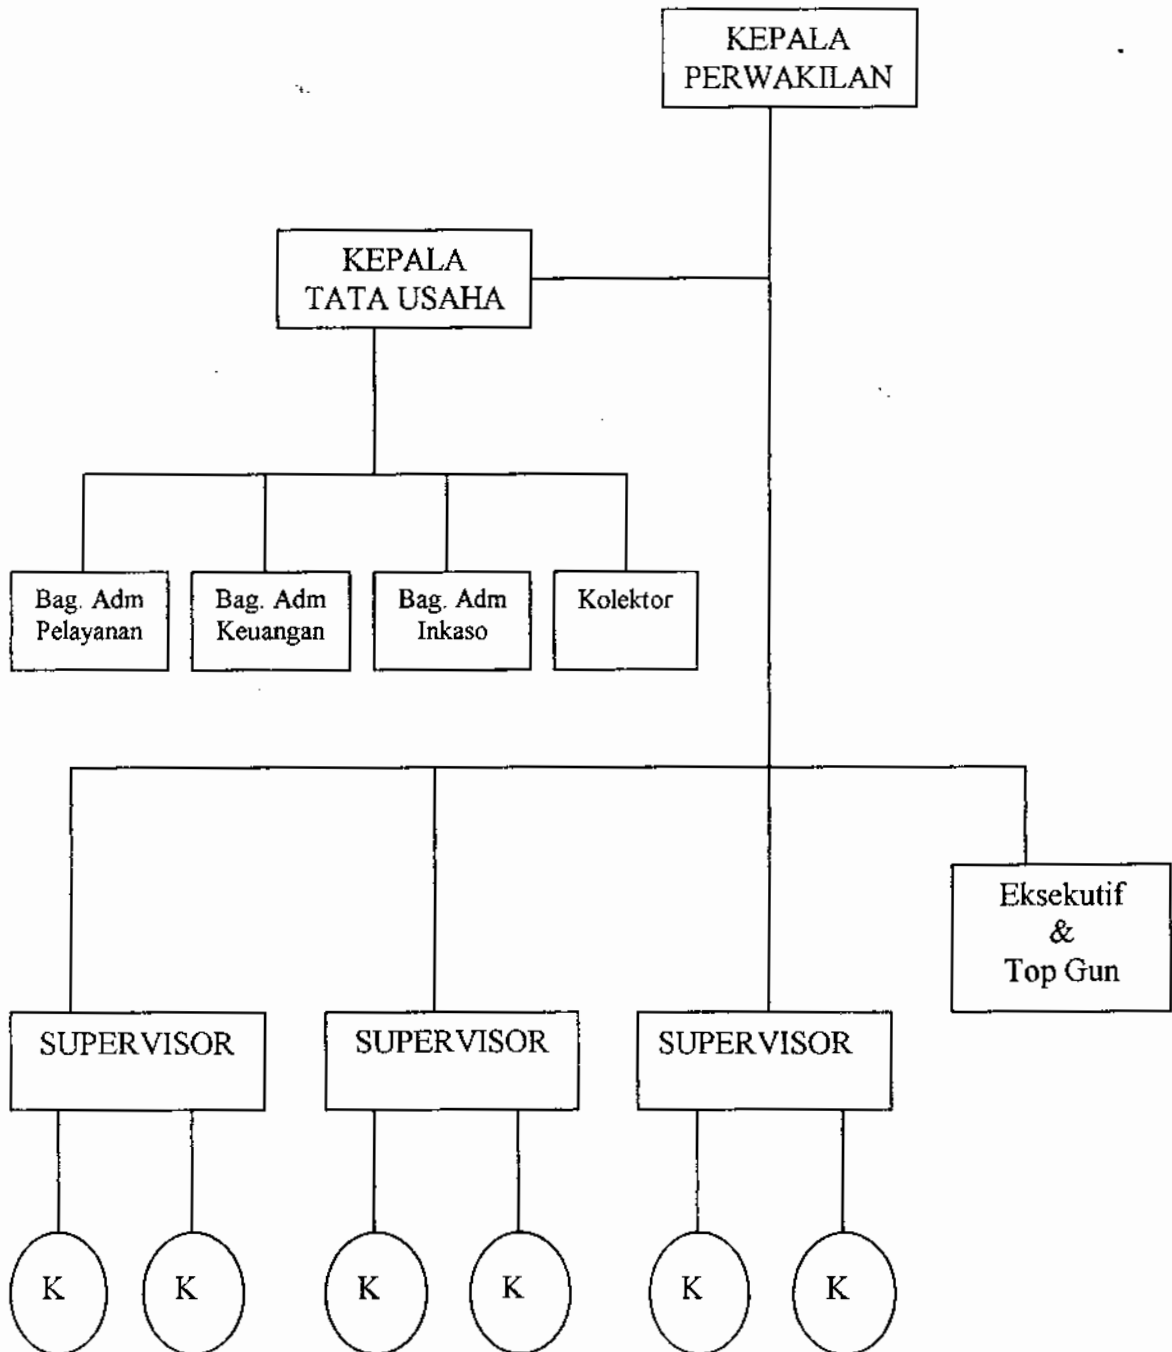 KEPALA
PERWAKILAN
KEPALA
TATA USAHA
Bag. Adm
Pelayanan
Bag. Adm
Keuangan
Bag. Adm
Inkaso
Kolektor
Eksekutif
&
Top Gun
SUPERVISOR
SUPERVISOR
SUPERVISOR
K
K
K
K
K
K